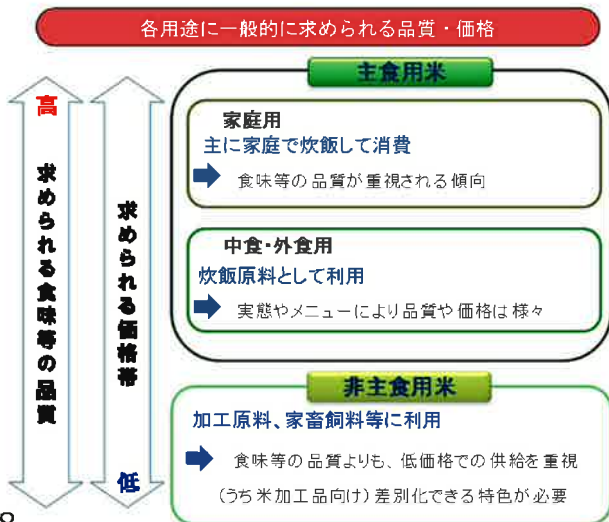 各用途に一般的に求められる品質・価格
高
求められる食味等の品質
求められる価格帯
低
主食用米
家庭用
主に家庭で炊飯して消費
食味等の品質が重視される傾向
中食・外食用
炊飯原料として利用
実態やメニューにより品質や価格は様々
非主食用米
加工原料、家畜飼料等に利用
食味等の品質よりも、低価格での供給を重視
(うち米加工品向け)差別化できる特色が必要